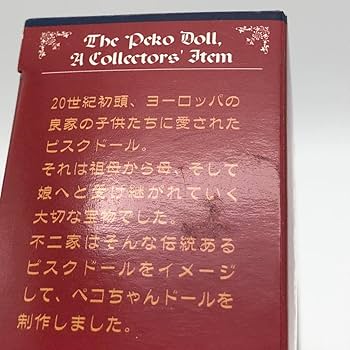 The Peko Doll,
A Collectors' Item
20世紀初頭、ヨーロッパの
良家の子供たちに愛された
ビスクドール。
それは祖母から母、そして
娘へと受け継がれていく
大切な宝物でした。
不二家はそんな伝統ある
ビスクドールをイメージ
して、ペコちゃんドールを
制作しました。